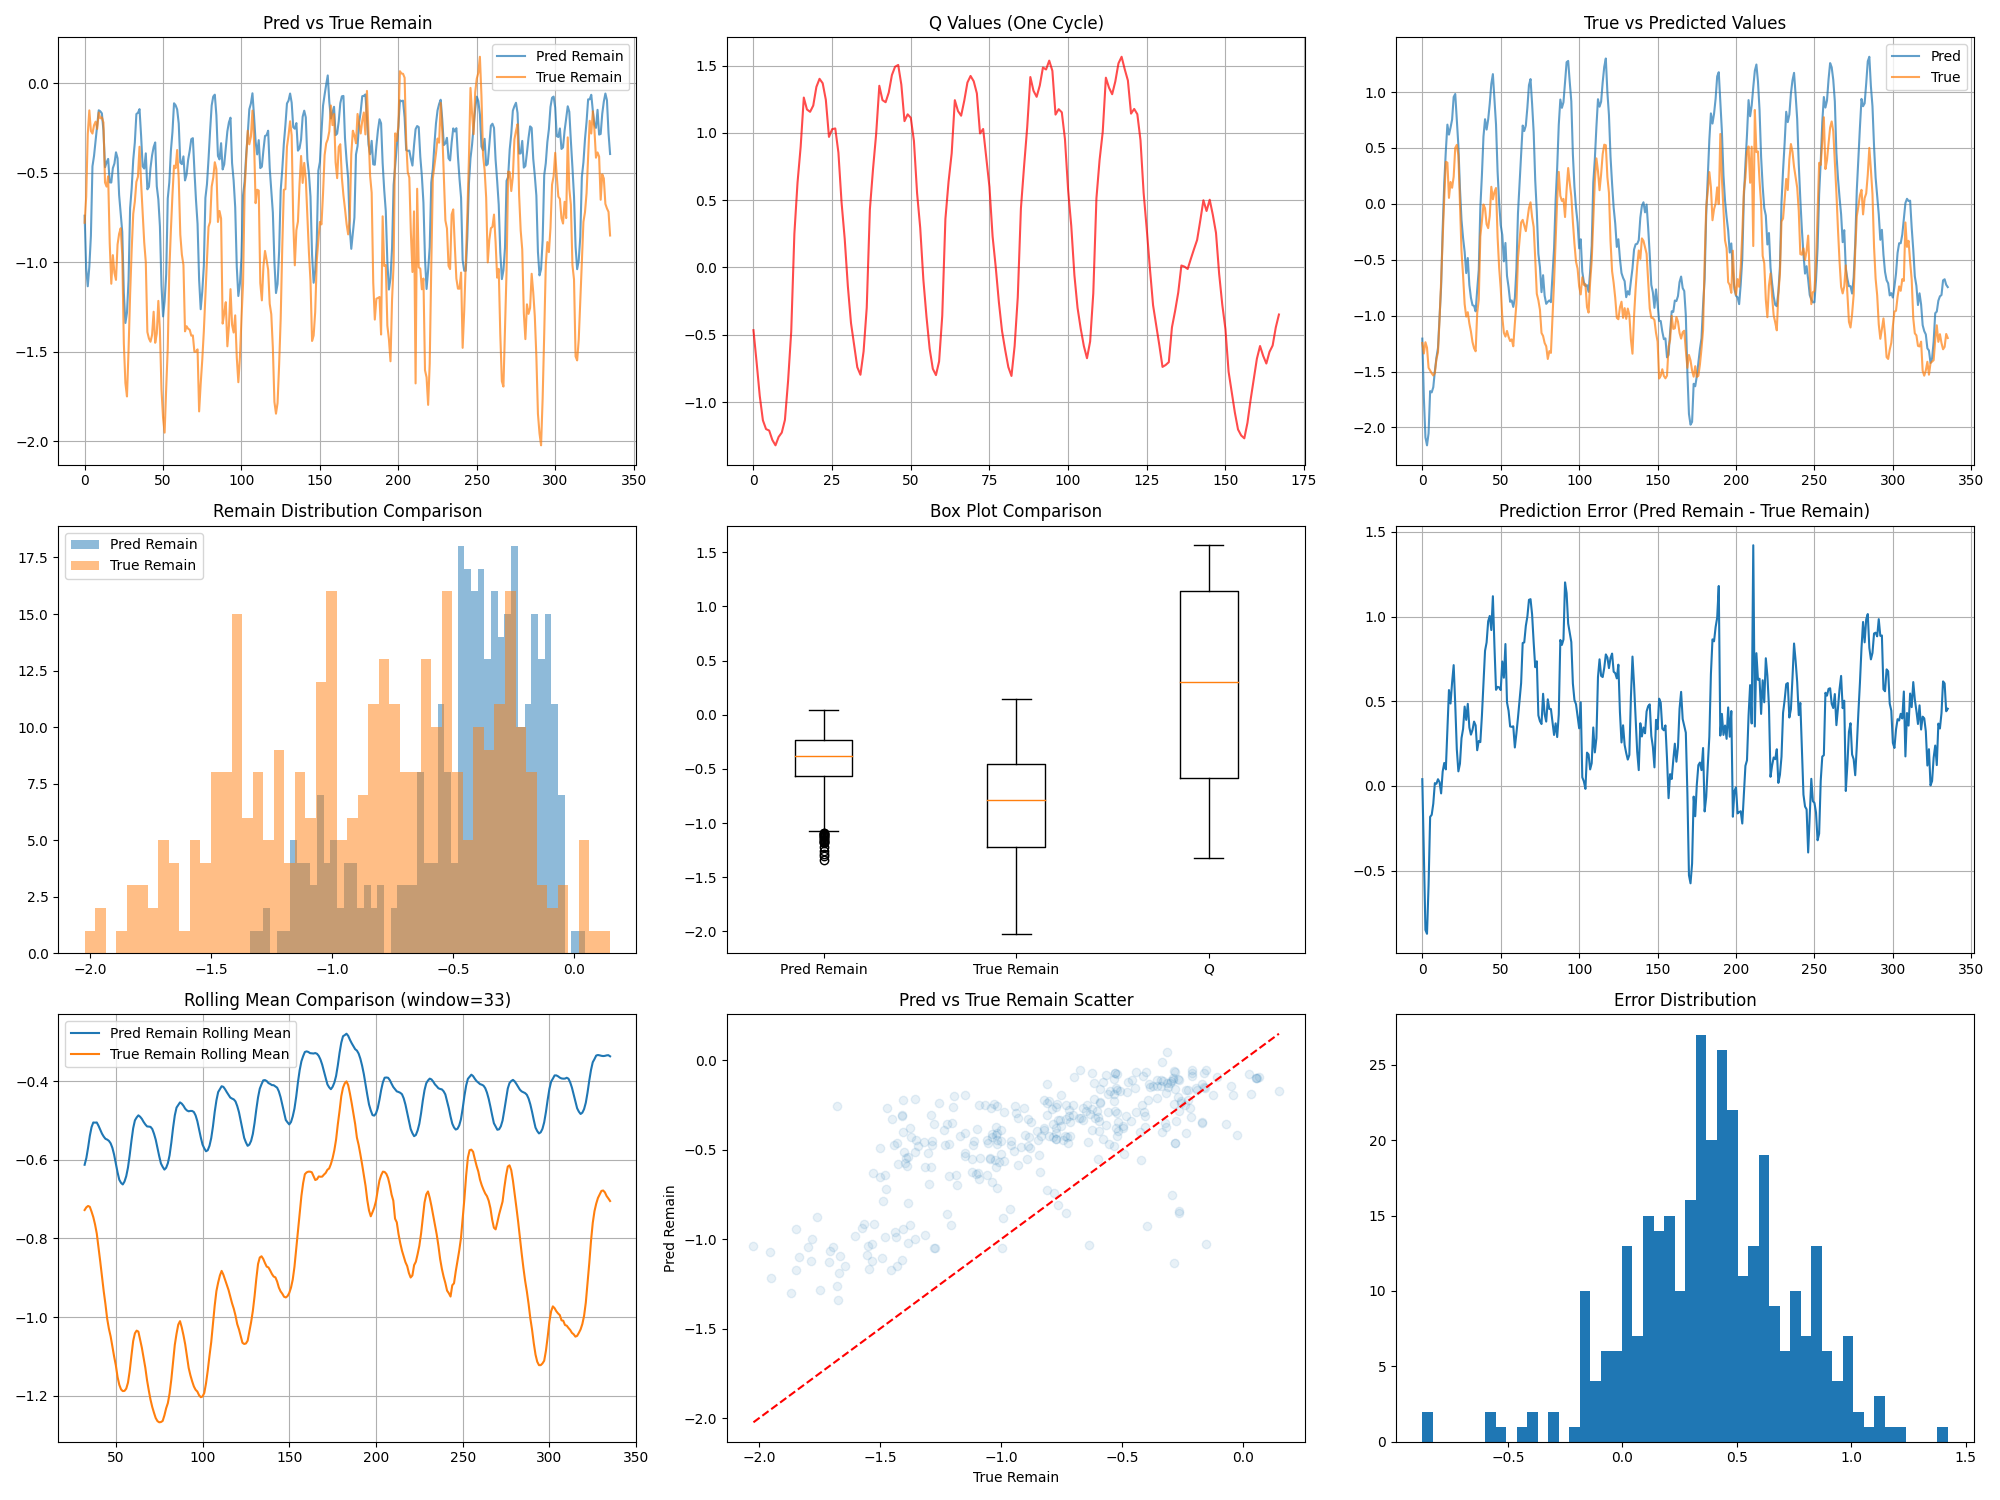 Pred vs True Remain
Pred Remain
True Remain
0.0
−0.5
−1.0
−1.5
−2.0
0 50 100 150 200 250 300 350
Q Values (One Cycle)
1.5
1.0
0.5
0.0
−0.5
−1.0
0 25 50 75 100 125 150 175
True vs Predicted Values
Pred
True
1.0
0.5
0.0
−0.5
−1.0
−1.5
−2.0
0 50 100 150 200 250 300 350
Remain Distribution Comparison
Pred Remain
True Remain
17.5
15.0
12.5
10.0
7.5
5.0
2.5
0.0
−2.0 −1.5 −1.0 −0.5 0.0
Box Plot Comparison
1.5
1.0
0.5
0.0
−0.5
−1.0
−1.5
−2.0
Pred Remain True Remain Q
Prediction Error (Pred Remain - True Remain)
1.5
1.0
0.5
0.0
−0.5
0 50 100 150 200 250 300 350
Rolling Mean Comparison (window=33)
Pred Remain Rolling Mean
True Remain Rolling Mean
−0.4
−0.6
−0.8
−1.0
−1.2
50 100 150 200 250 300 350
Pred vs True Remain Scatter
Pred Remain
0.0
−0.5
−1.0
−1.5
−2.0
−2.0 −1.5 −1.0 −0.5 0.0
True Remain
Error Distribution
25
20
15
10
5
0
−0.5 0.0 0.5 1.0 1.5